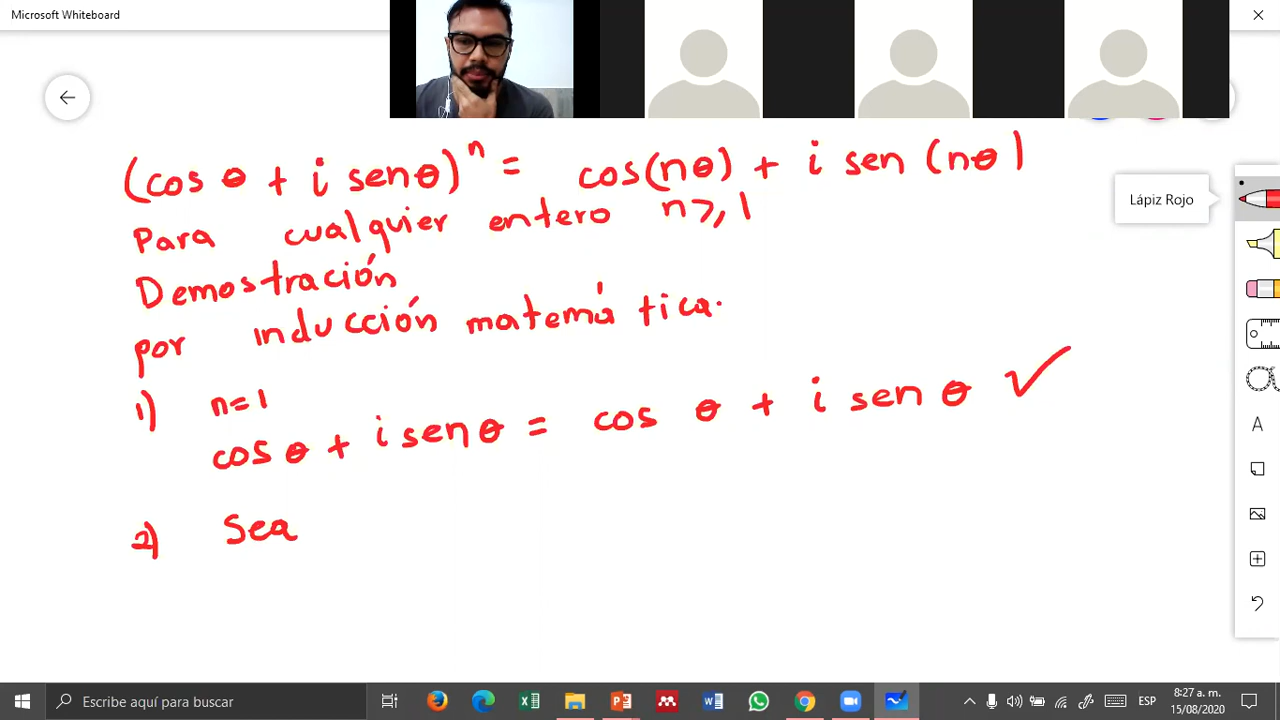 Microsoft Whiteboard
(cos θ + i senθ)ⁿ = cos(nθ) + i sen (nθ)
Para cualquier entero n ≥ 1
Lápiz Rojo
Demostración
por inducción matemática.
1) n=1
cos θ + i sen θ = cos θ + i sen θ ✓
2) Sea
Escribe aquí para buscar
ESP
8:27 a. m.
15/08/2020